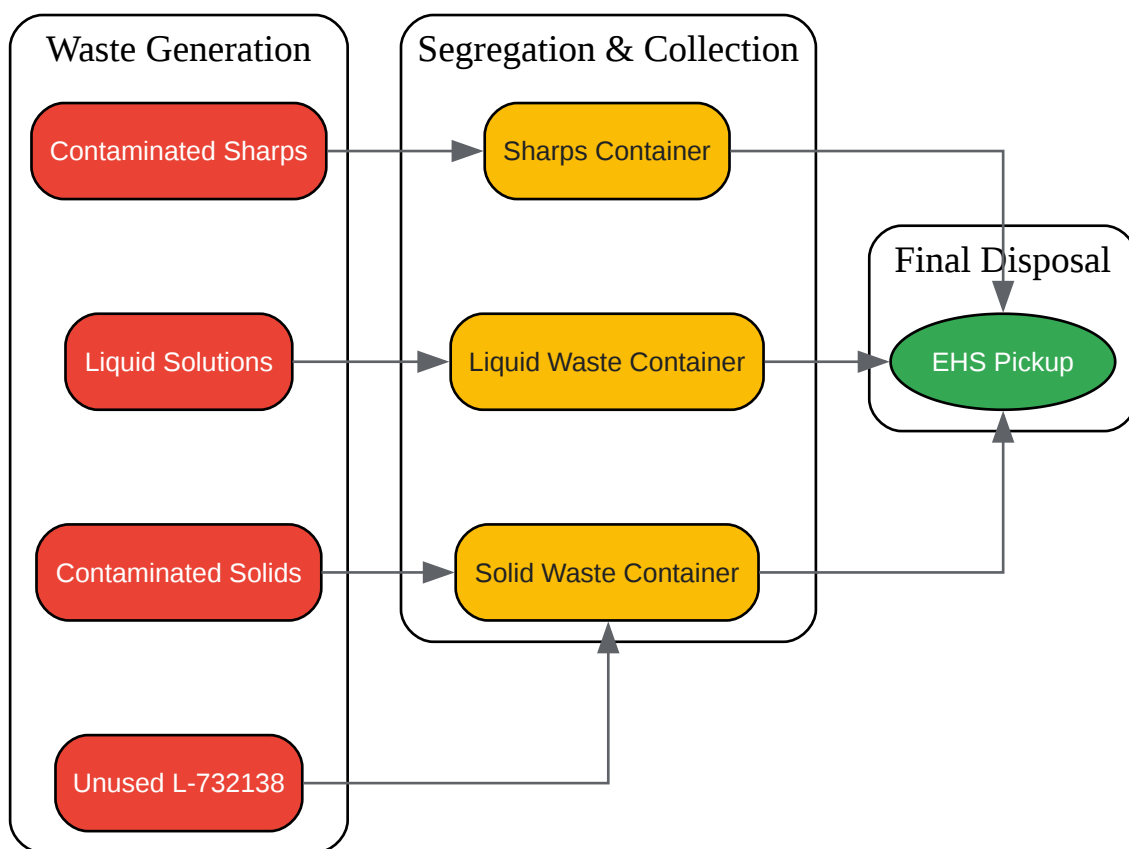 Waste Generation
Segregation & Collection
Contaminated Sharps
Sharps Container
Final Disposal
Liquid Solutions
Liquid Waste Container
EHS Pickup
Contaminated Solids
Solid Waste Container
Unused L-732138